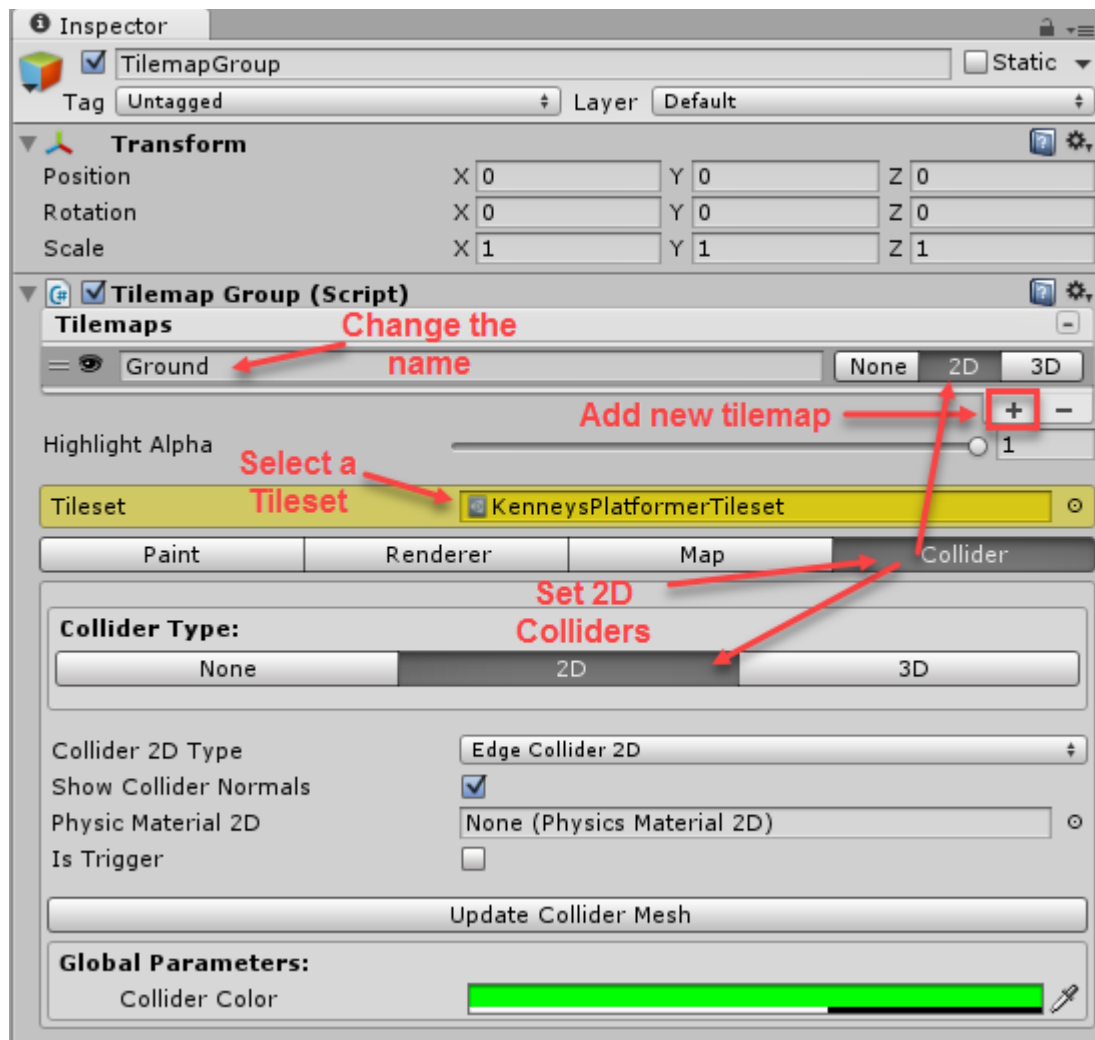 Inspector
TilemapGroup Static
Tag Untagged Layer Default
Transform
Position X 0 Y 0 Z 0
Rotation X 0 Y 0 Z 0
Scale X 1 Y 1 Z 1
Tilemap Group (Script)
Tilemaps
Change the
name
Ground None 2D 3D
Add new tilemap + −
Highlight Alpha 1
Select a
Tileset
Tileset KenneysPlatformerTileset
Paint Renderer Map Collider
Set 2D
Colliders
Collider Type:
None 2D 3D
Collider 2D Type Edge Collider 2D
Show Collider Normals
Physic Material 2D None (Physics Material 2D)
Is Trigger
Update Collider Mesh
Global Parameters:
Collider Color